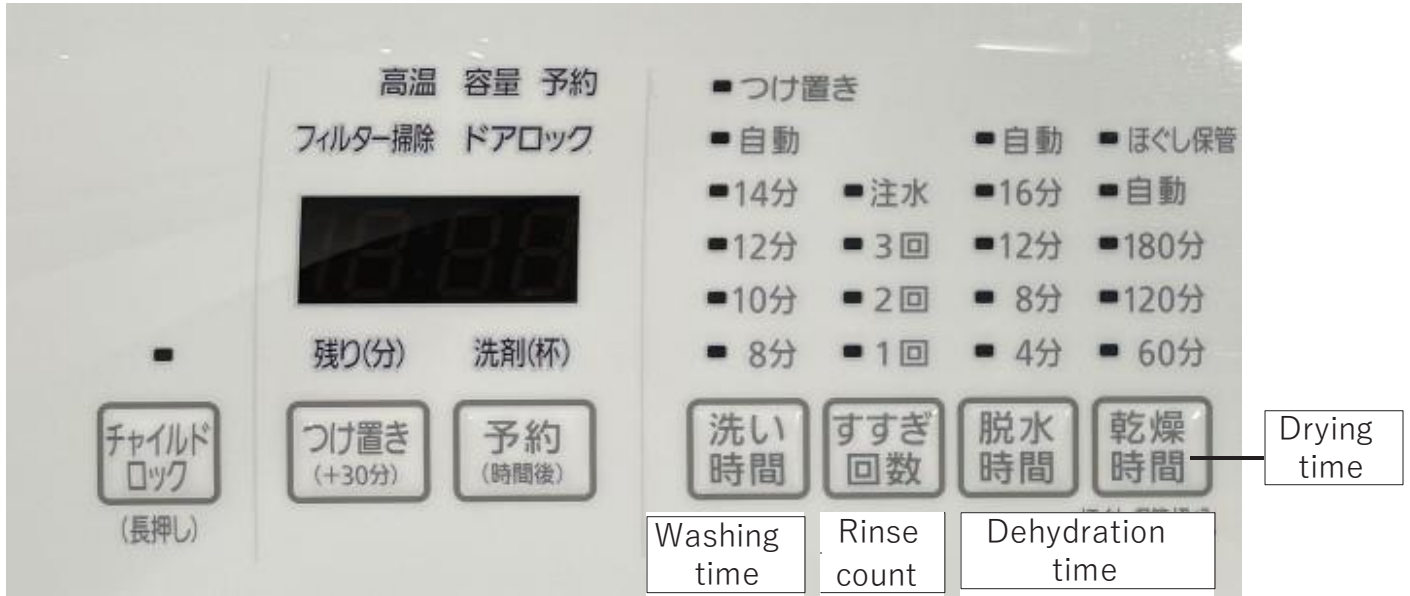 高温 容量 予約
フィルター掃除 ドアロック
残り(分) 洗剤(杯)
チャイルド
ロック
(長押し)
つけ置き
(+30分)
予約
(時間後)
つけ置き
自動
14分
12分
10分
8分
洗い
時間
Washing
time
注水
3回
2回
1回
すすぎ
回数
Rinse
count
自動
16分
12分
8分
4分
脱水
時間
Dehydration
time
ほぐし保管
自動
180分
120分
60分
乾燥
時間
Drying
time